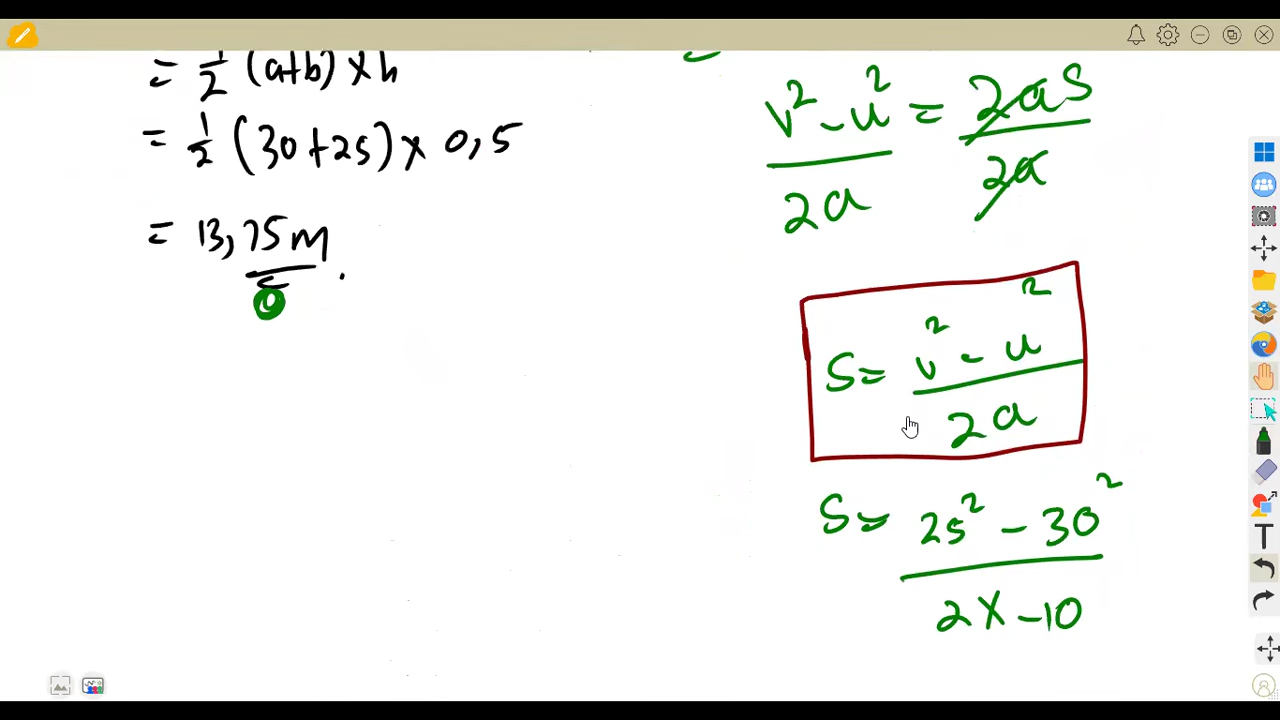 = 1/2 (a+b) × h
= 1/2 (30+25) × 0,5
= 13,75m
v² - u² / 2a = 2as / 2a
S = v² - u² / 2a
S = 25² - 30² / 2 × -10
T